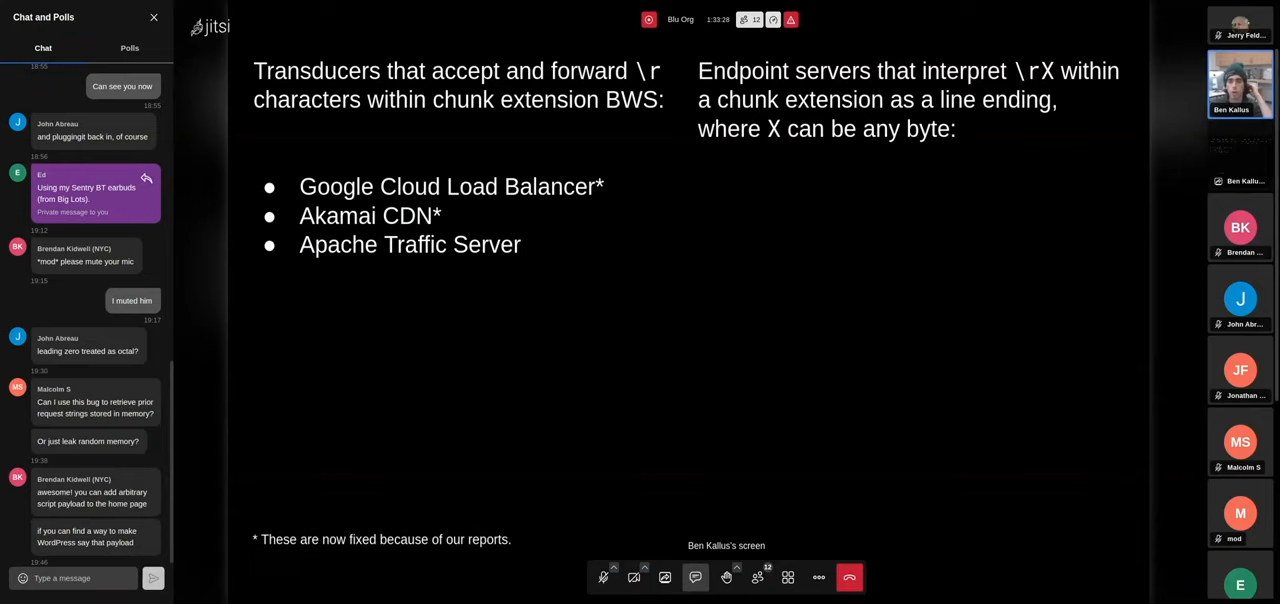 Chat and Polls
Chat
Polls
18:55
Can see you now
18:55
John Abreau
and pluggingit back in, of course
18:56
Ed
Using my Sentry BT earbuds
(from Big Lots).
Private message to you
19:12
Brendan Kidwell (NYC)
*mod* please mute your mic
19:15
I muted him
19:17
John Abreau
leading zero treated as octal?
19:30
Malcolm S
Can I use this bug to retrieve prior
request strings stored in memory?
Or just leak random memory?
19:38
Brendan Kidwell (NYC)
awesome! you can add arbitrary
script payload to the home page
if you can find a way to make
WordPress say that payload
19:46
Type a message
jitsi
Blu Org
1:33:28
12
Transducers that accept and forward \r
characters within chunk extension BWS:
Google Cloud Load Balancer*
Akamai CDN*
Apache Traffic Server
Endpoint servers that interpret \rX within
a chunk extension as a line ending,
where X can be any byte:
* These are now fixed because of our reports.
Ben Kallus's screen
12
Jerry Feld...
Ben Kallus
Ben Kallu...
BK
Brendan ...
J
John Abr...
JF
Jonathan ...
MS
Malcolm S
M
mod
E
J
E
BK
J
MS
BK